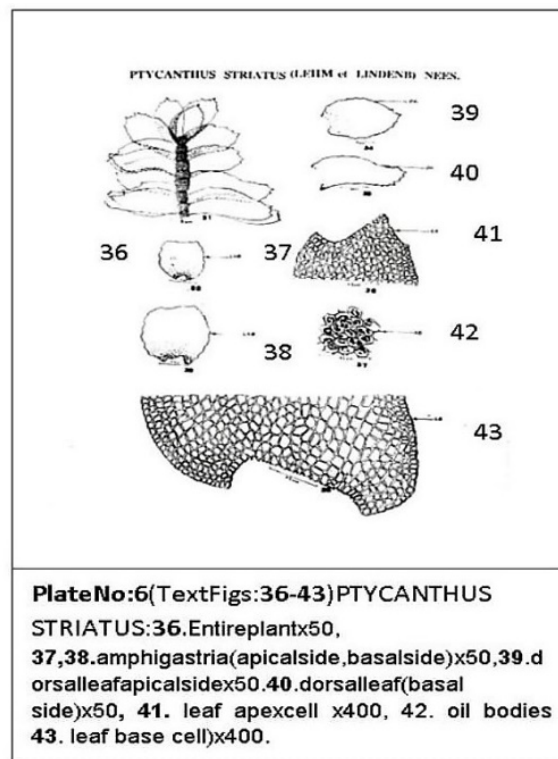 PTYCANTHUS STRIATUS (LEHM et LINDENB) NEES.
39
40
36
37
41
38
42
43
PlateNo:6(TextFigs:36-43)PTYCANTHUS
STRIATUS:36.Entireplantx50,
37,38.amphigastria(apicalside,basalside)x50,39.d
orsalleafapicalsidex50.40.dorsalleaf(basal
side)x50, 41. leaf apexcell x400, 42. oil bodies
43. leaf base cell)x400.